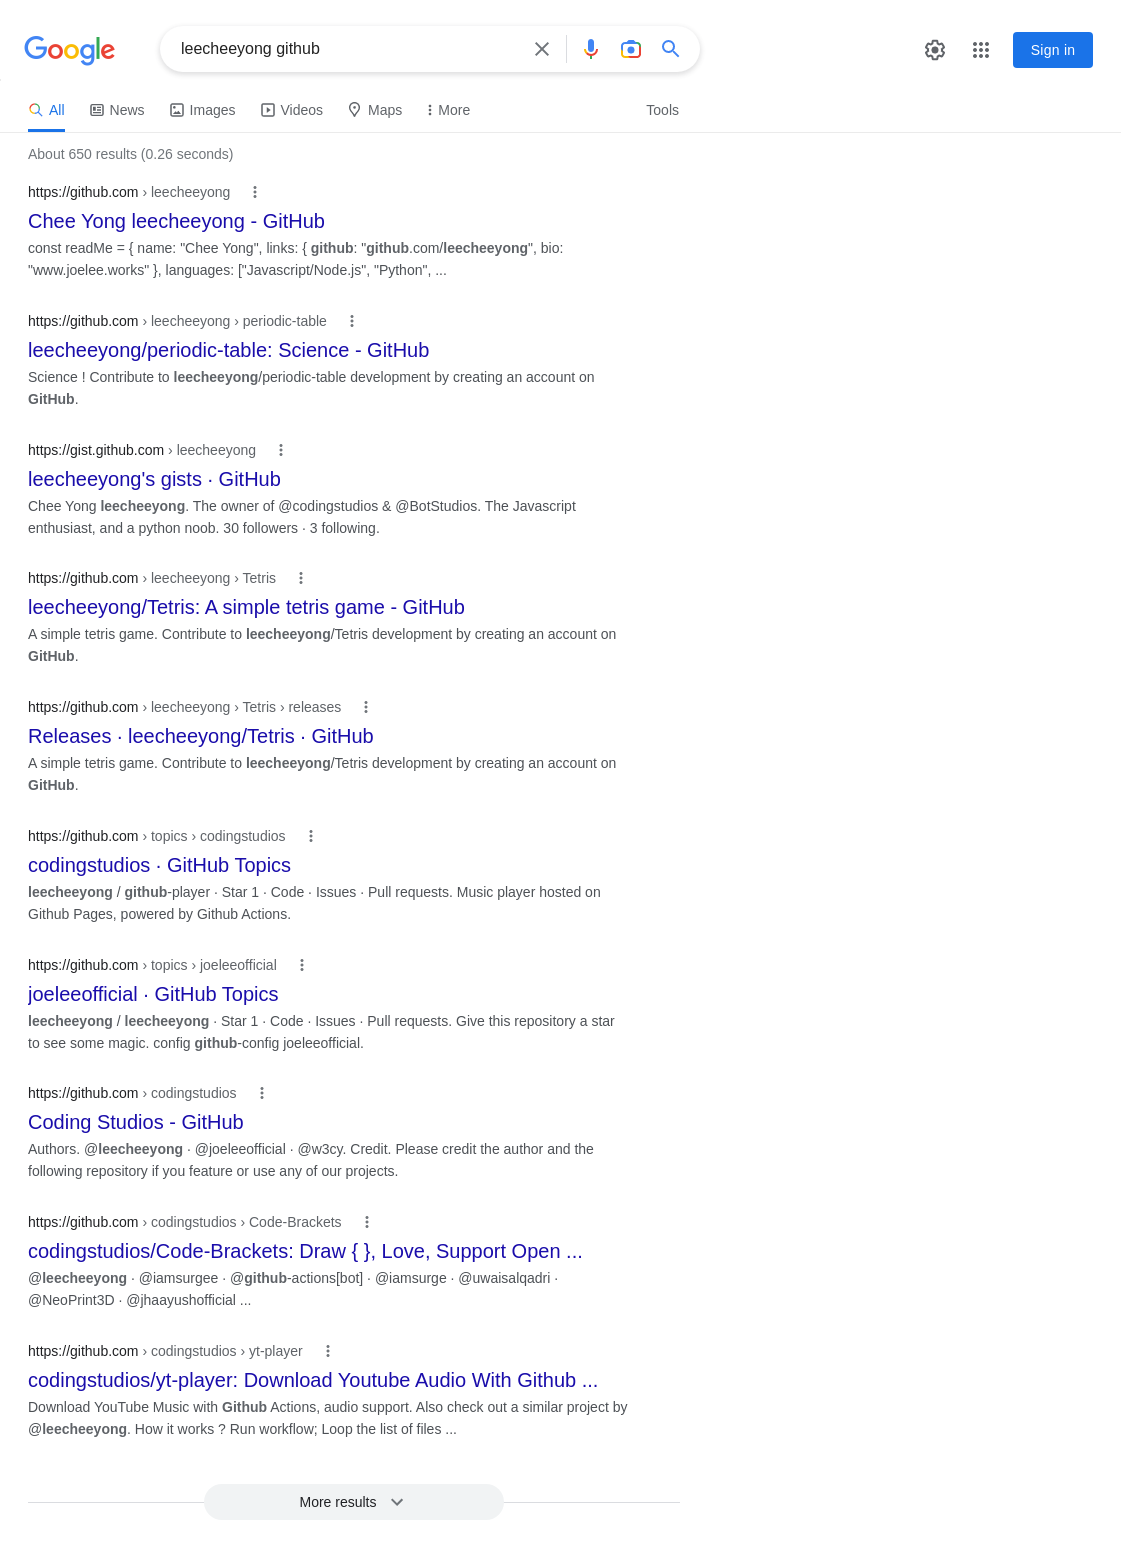 Google
leecheeyong github
Sign in
All News Images Videos Maps More Tools
About 650 results (0.26 seconds)
https://github.com › leecheeyong
Chee Yong leecheeyong - GitHub
const readMe = { name: "Chee Yong", links: { github: "github.com/leecheeyong", bio:
"www.joelee.works" }, languages: ["Javascript/Node.js", "Python", ...
https://github.com › leecheeyong › periodic-table
leecheeyong/periodic-table: Science - GitHub
Science ! Contribute to leecheeyong/periodic-table development by creating an account on
GitHub.
https://gist.github.com › leecheeyong
leecheeyong's gists · GitHub
Chee Yong leecheeyong. The owner of @codingstudios & @BotStudios. The Javascript
enthusiast, and a python noob. 30 followers · 3 following.
https://github.com › leecheeyong › Tetris
leecheeyong/Tetris: A simple tetris game - GitHub
A simple tetris game. Contribute to leecheeyong/Tetris development by creating an account on
GitHub.
https://github.com › leecheeyong › Tetris › releases
Releases · leecheeyong/Tetris · GitHub
A simple tetris game. Contribute to leecheeyong/Tetris development by creating an account on
GitHub.
https://github.com › topics › codingstudios
codingstudios · GitHub Topics
leecheeyong / github-player · Star 1 · Code · Issues · Pull requests. Music player hosted on
Github Pages, powered by Github Actions.
https://github.com › topics › joeleeofficial
joeleeofficial · GitHub Topics
leecheeyong / leecheeyong · Star 1 · Code · Issues · Pull requests. Give this repository a star
to see some magic. config github-config joeleeofficial.
https://github.com › codingstudios
Coding Studios - GitHub
Authors. @leecheeyong · @joeleeofficial · @w3cy. Credit. Please credit the author and the
following repository if you feature or use any of our projects.
https://github.com › codingstudios › Code-Brackets
codingstudios/Code-Brackets: Draw { }, Love, Support Open ...
@leecheeyong · @iamsurgee · @github-actions[bot] · @iamsurge · @uwaisalqadri ·
@NeoPrint3D · @jhaayushofficial ...
https://github.com › codingstudios › yt-player
codingstudios/yt-player: Download Youtube Audio With Github ...
Download YouTube Music with Github Actions, audio support. Also check out a similar project by
@leecheeyong. How it works ? Run workflow; Loop the list of files ...
More results